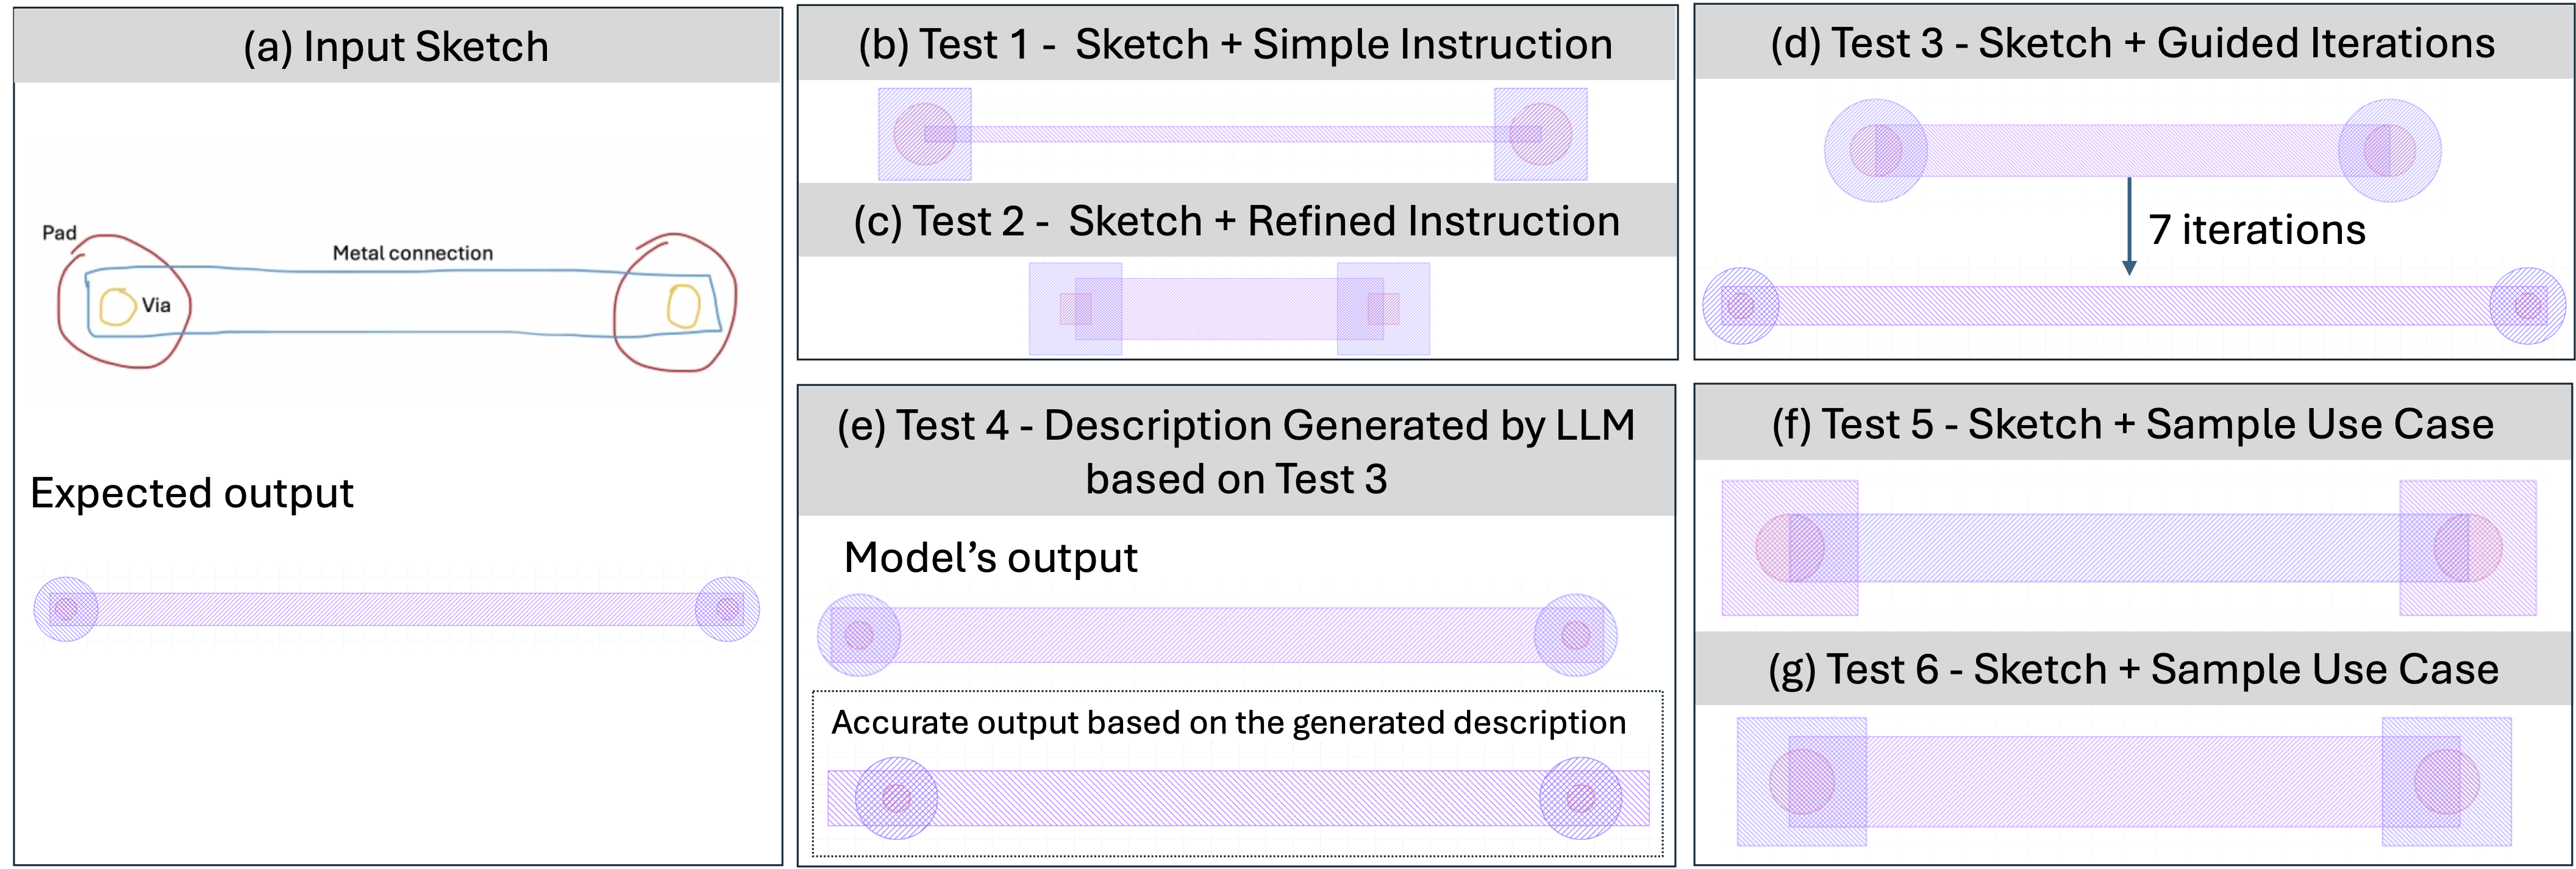 (a) Input Sketch
Pad
Metal connection
Via
Expected output
(b) Test 1 - Sketch + Simple Instruction
(c) Test 2 - Sketch + Refined Instruction
(d) Test 3 - Sketch + Guided Iterations
7 iterations
(e) Test 4 - Description Generated by LLM
based on Test 3
Model’s output
Accurate output based on the generated description
(f) Test 5 - Sketch + Sample Use Case
(g) Test 6 - Sketch + Sample Use Case